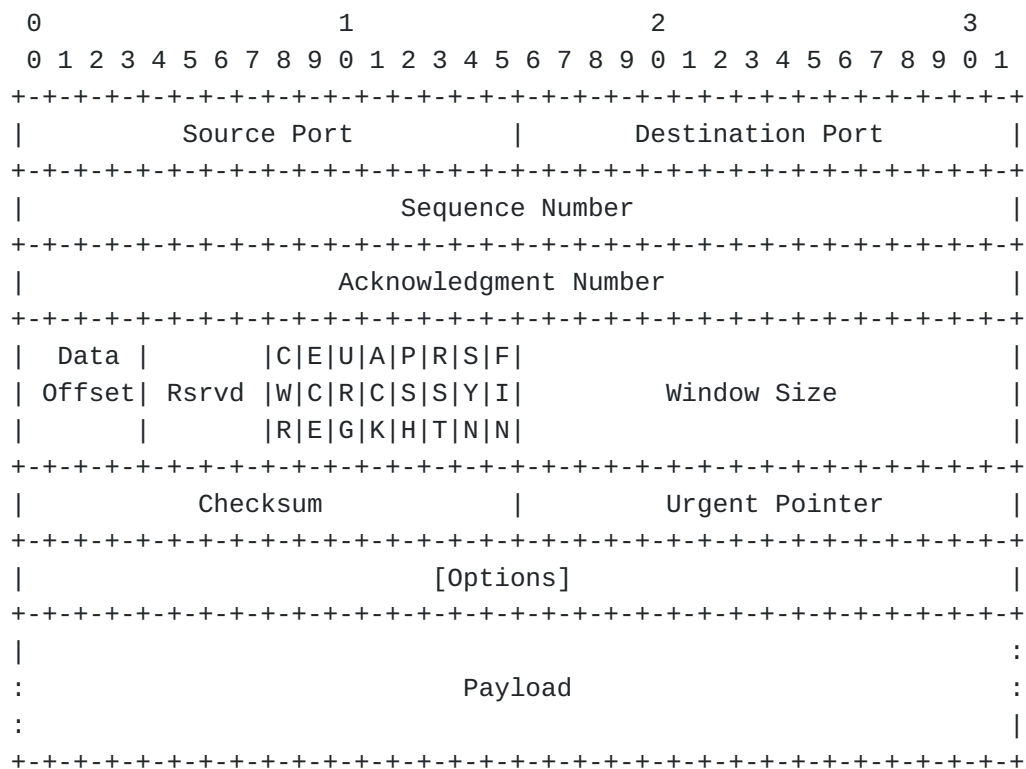 0                   1                   2                   3
 0 1 2 3 4 5 6 7 8 9 0 1 2 3 4 5 6 7 8 9 0 1 2 3 4 5 6 7 8 9 0 1
+-+-+-+-+-+-+-+-+-+-+-+-+-+-+-+-+-+-+-+-+-+-+-+-+-+-+-+-+-+-+-+-+
|          Source Port          |       Destination Port        |
+-+-+-+-+-+-+-+-+-+-+-+-+-+-+-+-+-+-+-+-+-+-+-+-+-+-+-+-+-+-+-+-+
|                        Sequence Number                        |
+-+-+-+-+-+-+-+-+-+-+-+-+-+-+-+-+-+-+-+-+-+-+-+-+-+-+-+-+-+-+-+-+
|                    Acknowledgment Number                      |
+-+-+-+-+-+-+-+-+-+-+-+-+-+-+-+-+-+-+-+-+-+-+-+-+-+-+-+-+-+-+-+-+
|  Data |       |C|E|U|A|P|R|S|F|                               |
| Offset| Rsrvd |W|C|R|C|S|S|Y|I|         Window Size           |
|       |       |R|E|G|K|H|T|N|N|                               |
+-+-+-+-+-+-+-+-+-+-+-+-+-+-+-+-+-+-+-+-+-+-+-+-+-+-+-+-+-+-+-+-+
|           Checksum            |         Urgent Pointer        |
+-+-+-+-+-+-+-+-+-+-+-+-+-+-+-+-+-+-+-+-+-+-+-+-+-+-+-+-+-+-+-+-+
|                          [Options]                            |
+-+-+-+-+-+-+-+-+-+-+-+-+-+-+-+-+-+-+-+-+-+-+-+-+-+-+-+-+-+-+-+-+
|                                                               :
:                            Payload                            :
:                                                               |
+-+-+-+-+-+-+-+-+-+-+-+-+-+-+-+-+-+-+-+-+-+-+-+-+-+-+-+-+-+-+-+-+